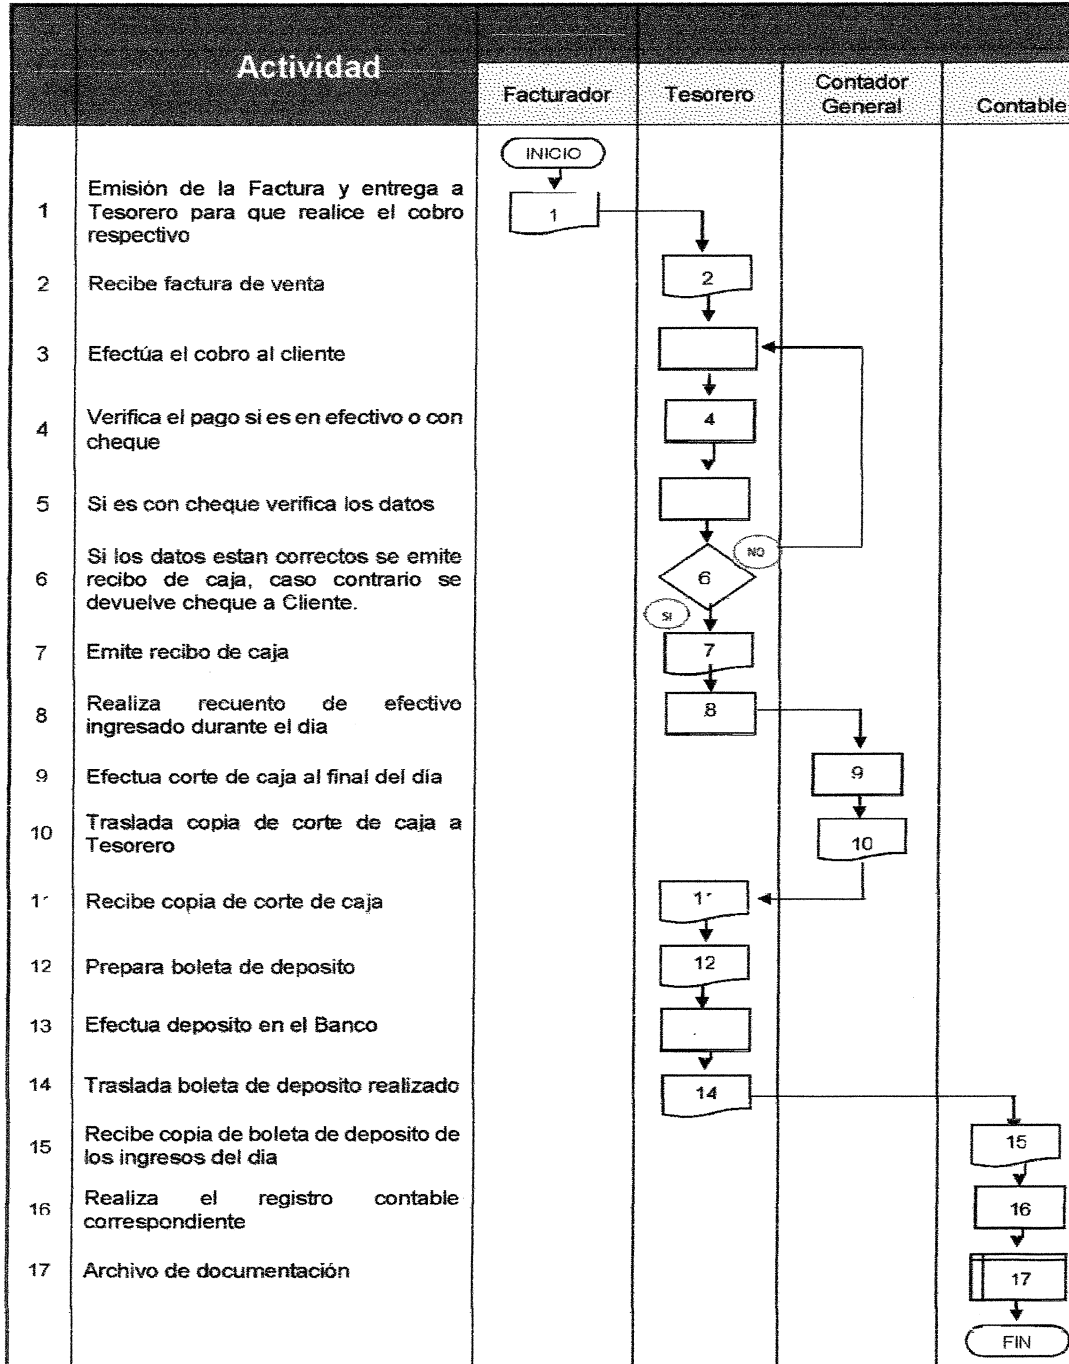 Actividad
Facturador
Tesorero
Contador
General
Contable
INICIO
1
Emisión de la Factura y entrega a
Tesorero para que realice el cobro
respectivo
1
2
Recibe factura de venta
2
3
Efectúa el cobro al cliente
4
Verifica el pago si es en efectivo o con
cheque
4
5
Si es con cheque verifica los datos
6
Si los datos estan correctos se emite
recibo de caja, caso contrario se
devuelve cheque a Cliente.
NO
6
SI
7
Emite recibo de caja
7
8
Realiza recuento de efectivo
ingresado durante el dia
8
9
Efectua corte de caja al final del día
9
10
Traslada copia de corte de caja a
Tesorero
10
11
Recibe copia de corte de caja
11
12
Prepara boleta de deposito
12
13
Efectua deposito en el Banco
14
Traslada boleta de deposito realizado
14
15
Recibe copia de boleta de deposito de
los ingresos del dia
15
16
Realiza el registro contable
correspondiente
16
17
Archivo de documentación
17
FIN